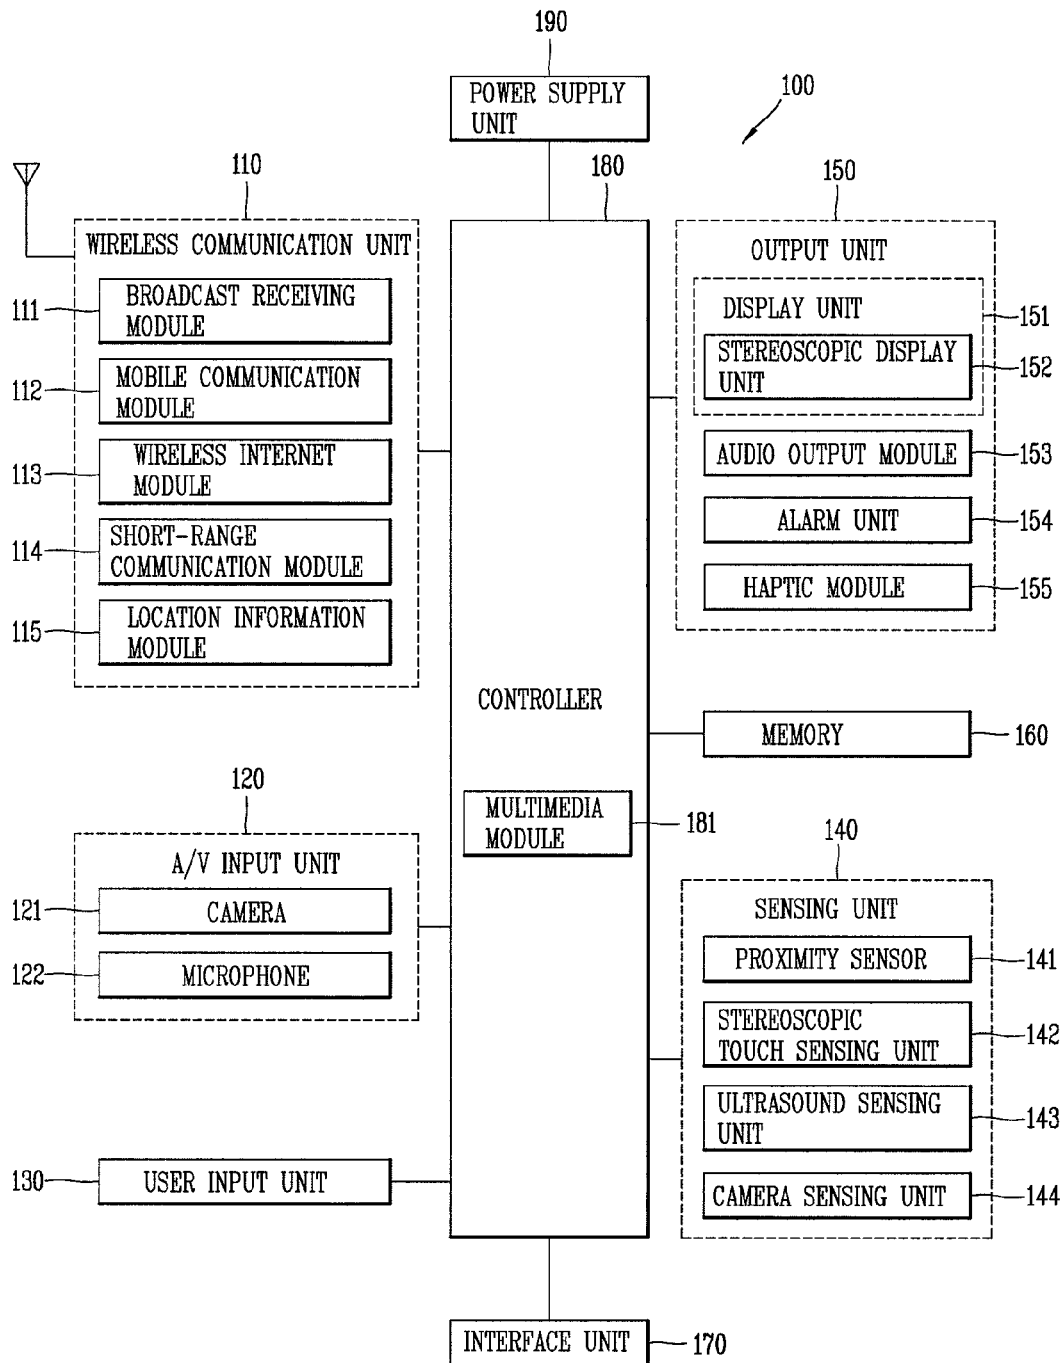 190
POWER SUPPLY
UNIT
100
110
180
150
WIRELESS COMMUNICATION UNIT
111
BROADCAST RECEIVING
MODULE
112
MOBILE COMMUNICATION
MODULE
113
WIRELESS INTERNET
MODULE
114
SHORT-RANGE
COMMUNICATION MODULE
115
LOCATION INFORMATION
MODULE
OUTPUT UNIT
DISPLAY UNIT
151
STEREOSCOPIC DISPLAY
UNIT
152
AUDIO OUTPUT MODULE
153
ALARM UNIT
154
HAPTIC MODULE
155
CONTROLLER
MEMORY
160
MULTIMEDIA
MODULE
181
120
A/V INPUT UNIT
121
CAMERA
122
MICROPHONE
140
SENSING UNIT
PROXIMITY SENSOR
141
STEREOSCOPIC
TOUCH SENSING UNIT
142
ULTRASOUND SENSING
UNIT
143
CAMERA SENSING UNIT
144
130
USER INPUT UNIT
INTERFACE UNIT
170